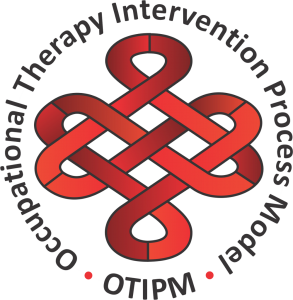 Occupational Therapy Intervention Process Model
• OTIPM •